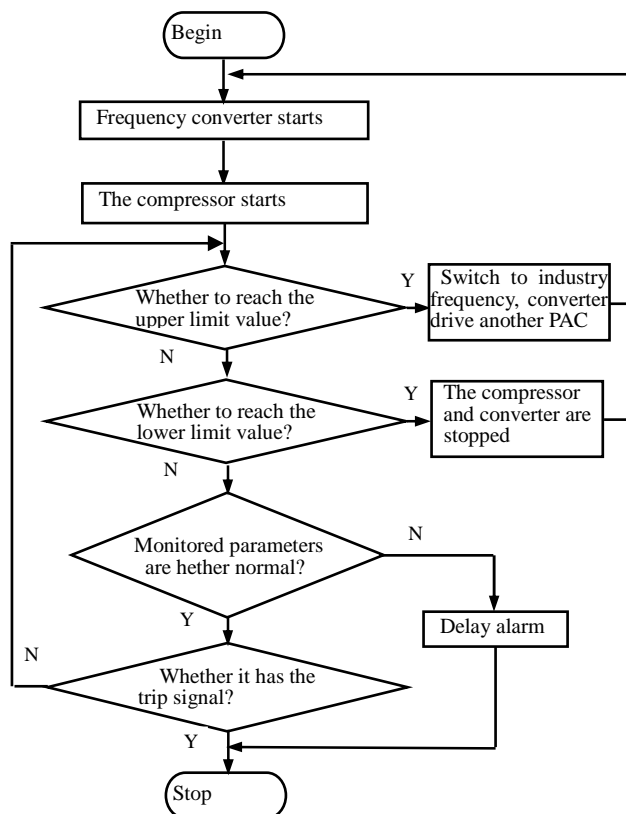 Begin
Frequency converter starts
The compressor starts
Whether to reach the
upper limit value?
Y
Switch to industry
frequency, converter
drive another PAC
N
Whether to reach the
lower limit value?
Y
The compressor
and converter are
stopped
N
Monitored parameters
are hether normal?
N
Delay alarm
Y
Whether it has the
trip signal?
N
Y
Stop